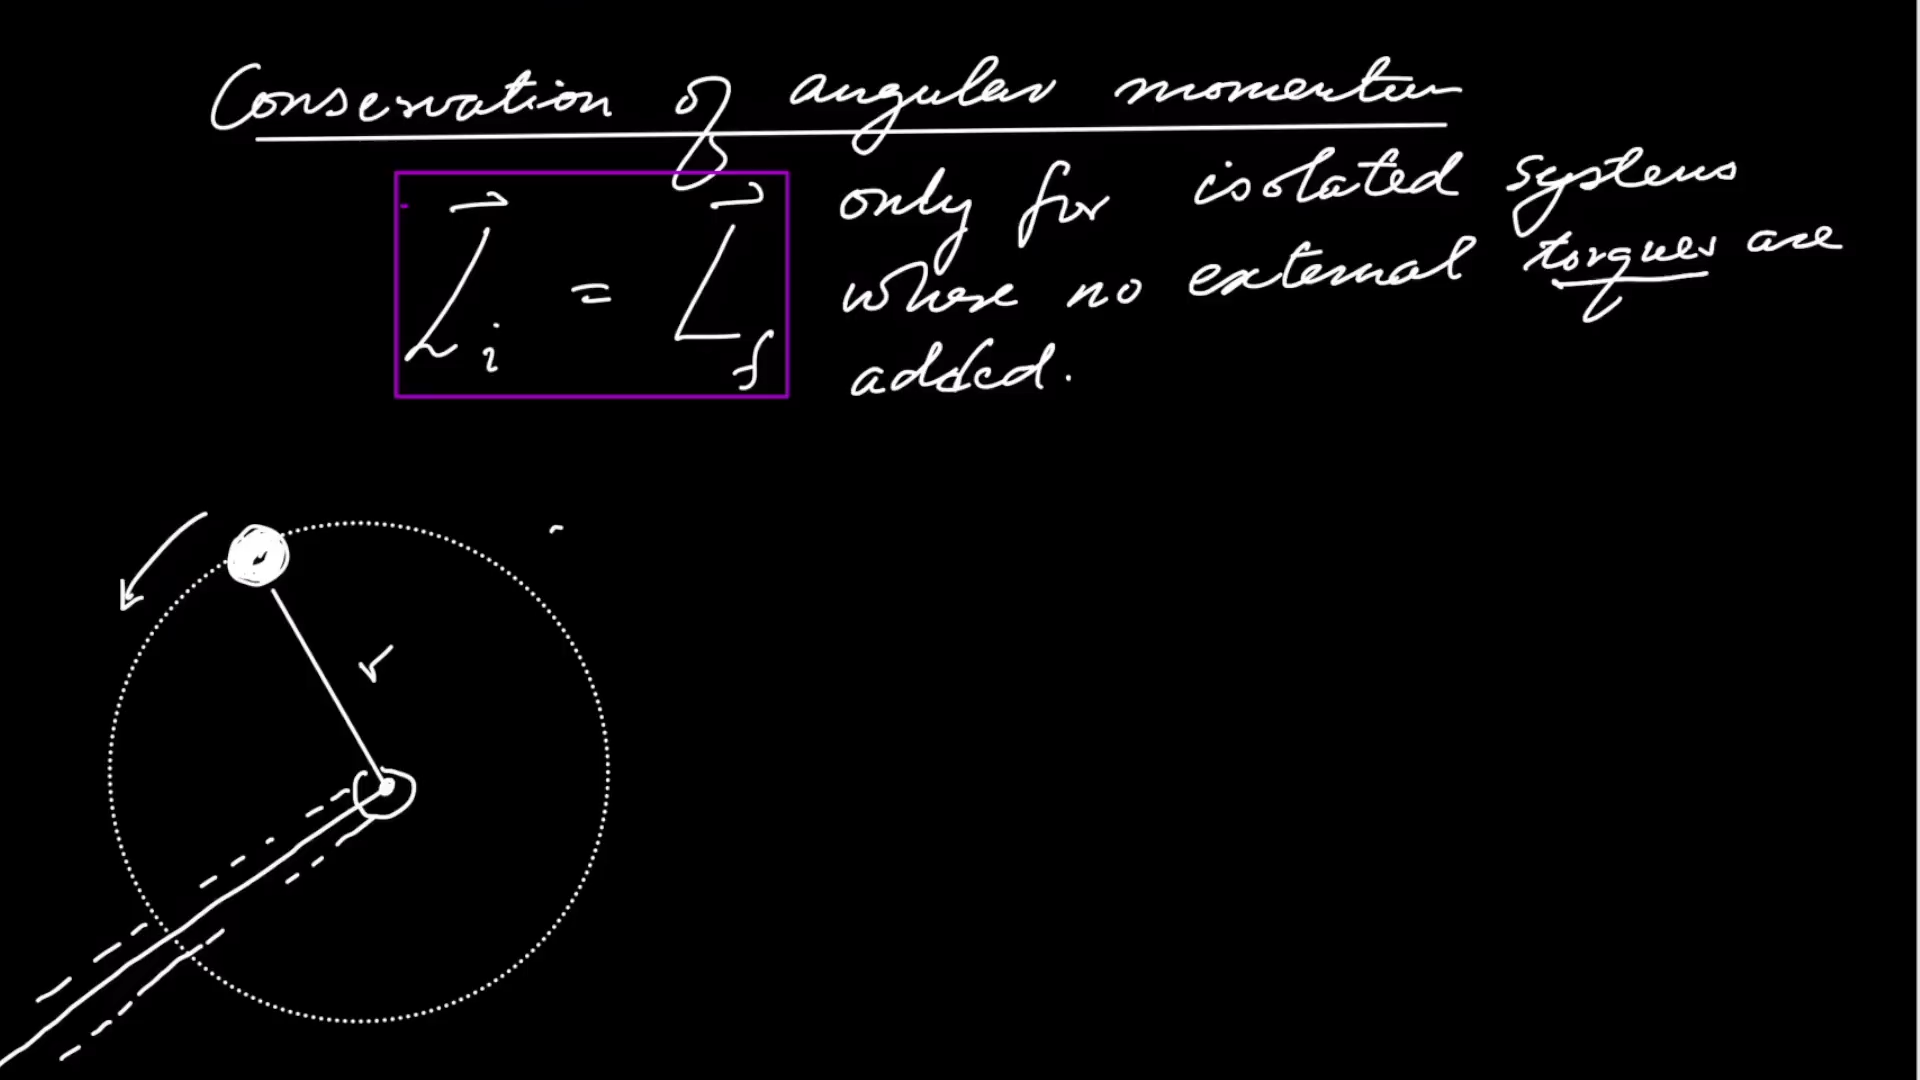 Conservation of angular momentum
L⃗i = L⃗f
only for isolated systems
where no external torques are
added.
r